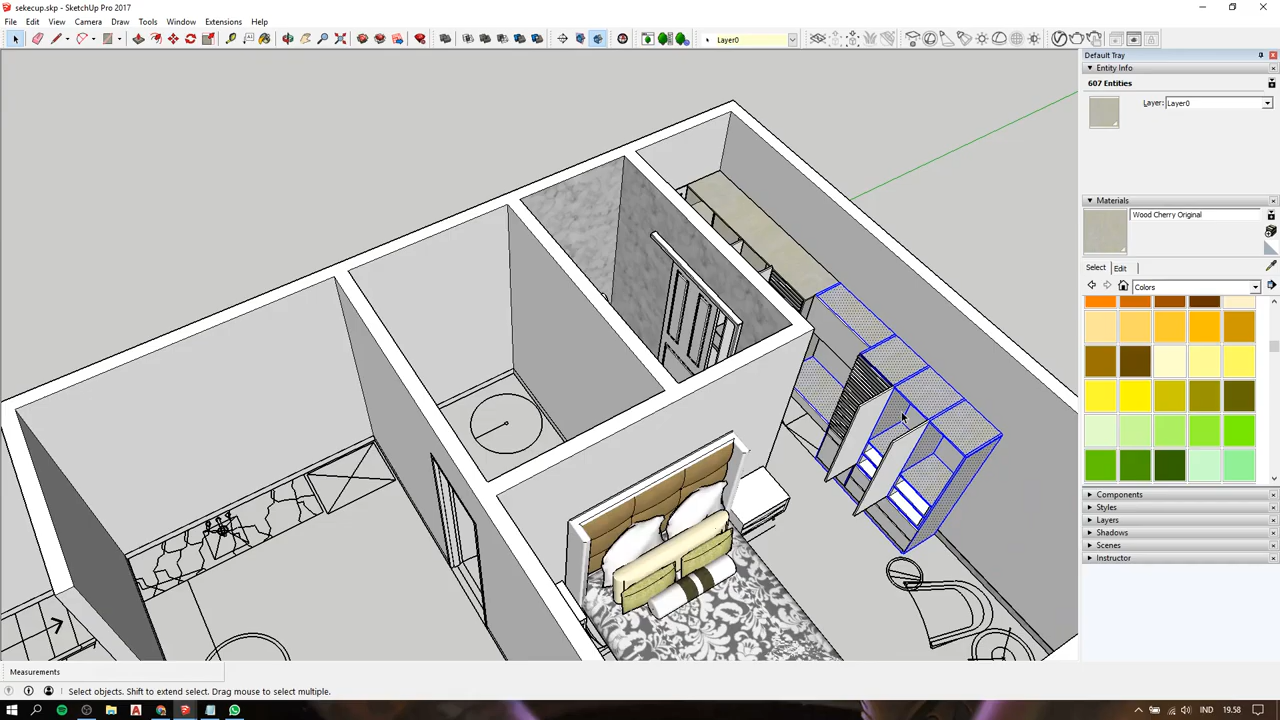 sekecup.skp - SketchUp Pro 2017
File Edit View Camera Draw Tools Window Extensions Help
Layer0
Default Tray
Entity Info
607 Entities
Layer: Layer0
Materials
Wood Cherry Original
Select Edit
Colors
Components
Styles
Layers
Shadows
Scenes
Instructor
Measurements
Select objects. Shift to extend select. Drag mouse to select multiple.
IND 19.58